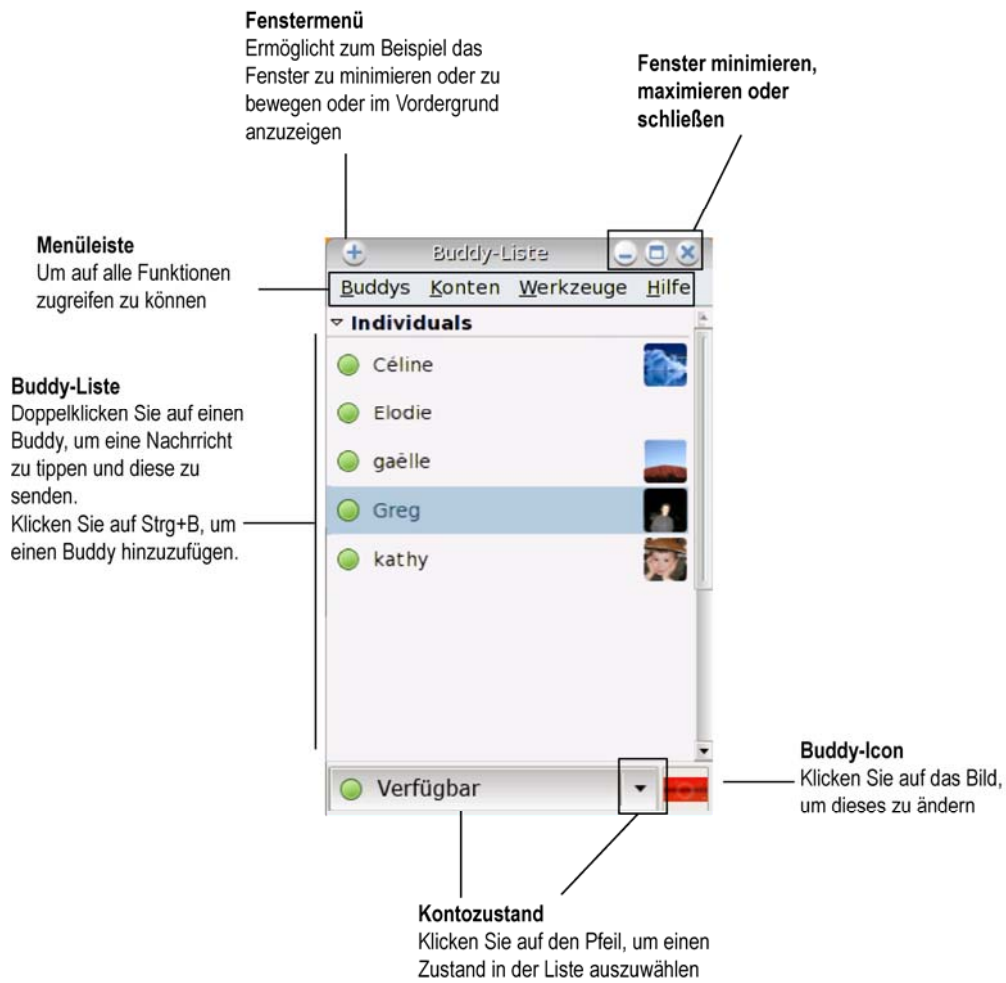 Fenstermenü
Ermöglicht zum Beispiel das
Fenster zu minimieren oder zu
bewegen oder im Vordergrund
anzuzeigen
Fenster minimieren,
maximieren oder
schließen
Menüleiste
Um auf alle Funktionen
zugreifen zu können
Buddy-Liste
Buddys Konten Werkzeuge Hilfe
Individuals
Céline
Elodie
gaëlle
Greg
kathy
Verfügbar
Buddy-Liste
Doppelklicken Sie auf einen
Buddy, um eine Nachrricht
zu tippen und diese zu
senden.
Klicken Sie auf Strg+B, um
einen Buddy hinzuzufügen.
Buddy-Icon
Klicken Sie auf das Bild,
um dieses zu ändern
Kontozustand
Klicken Sie auf den Pfeil, um einen
Zustand in der Liste auszuwählen